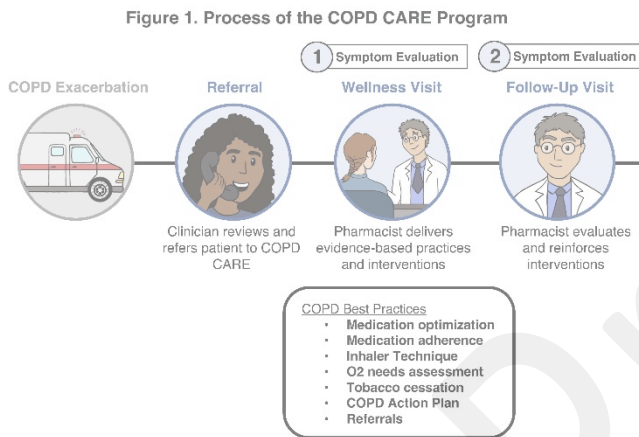 Figure 1. Process of the COPD CARE Program
1 Symptom Evaluation
2 Symptom Evaluation
COPD Exacerbation
Referral
Wellness Visit
Follow-Up Visit
Clinician reviews and
refers patient to COPD
CARE
Pharmacist delivers
evidence-based practices
and interventions
Pharmacist evaluates
and reinforces
interventions
COPD Best Practices
• Medication optimization
• Medication adherence
• Inhaler Technique
• O2 needs assessment
• Tobacco cessation
• COPD Action Plan
• Referrals